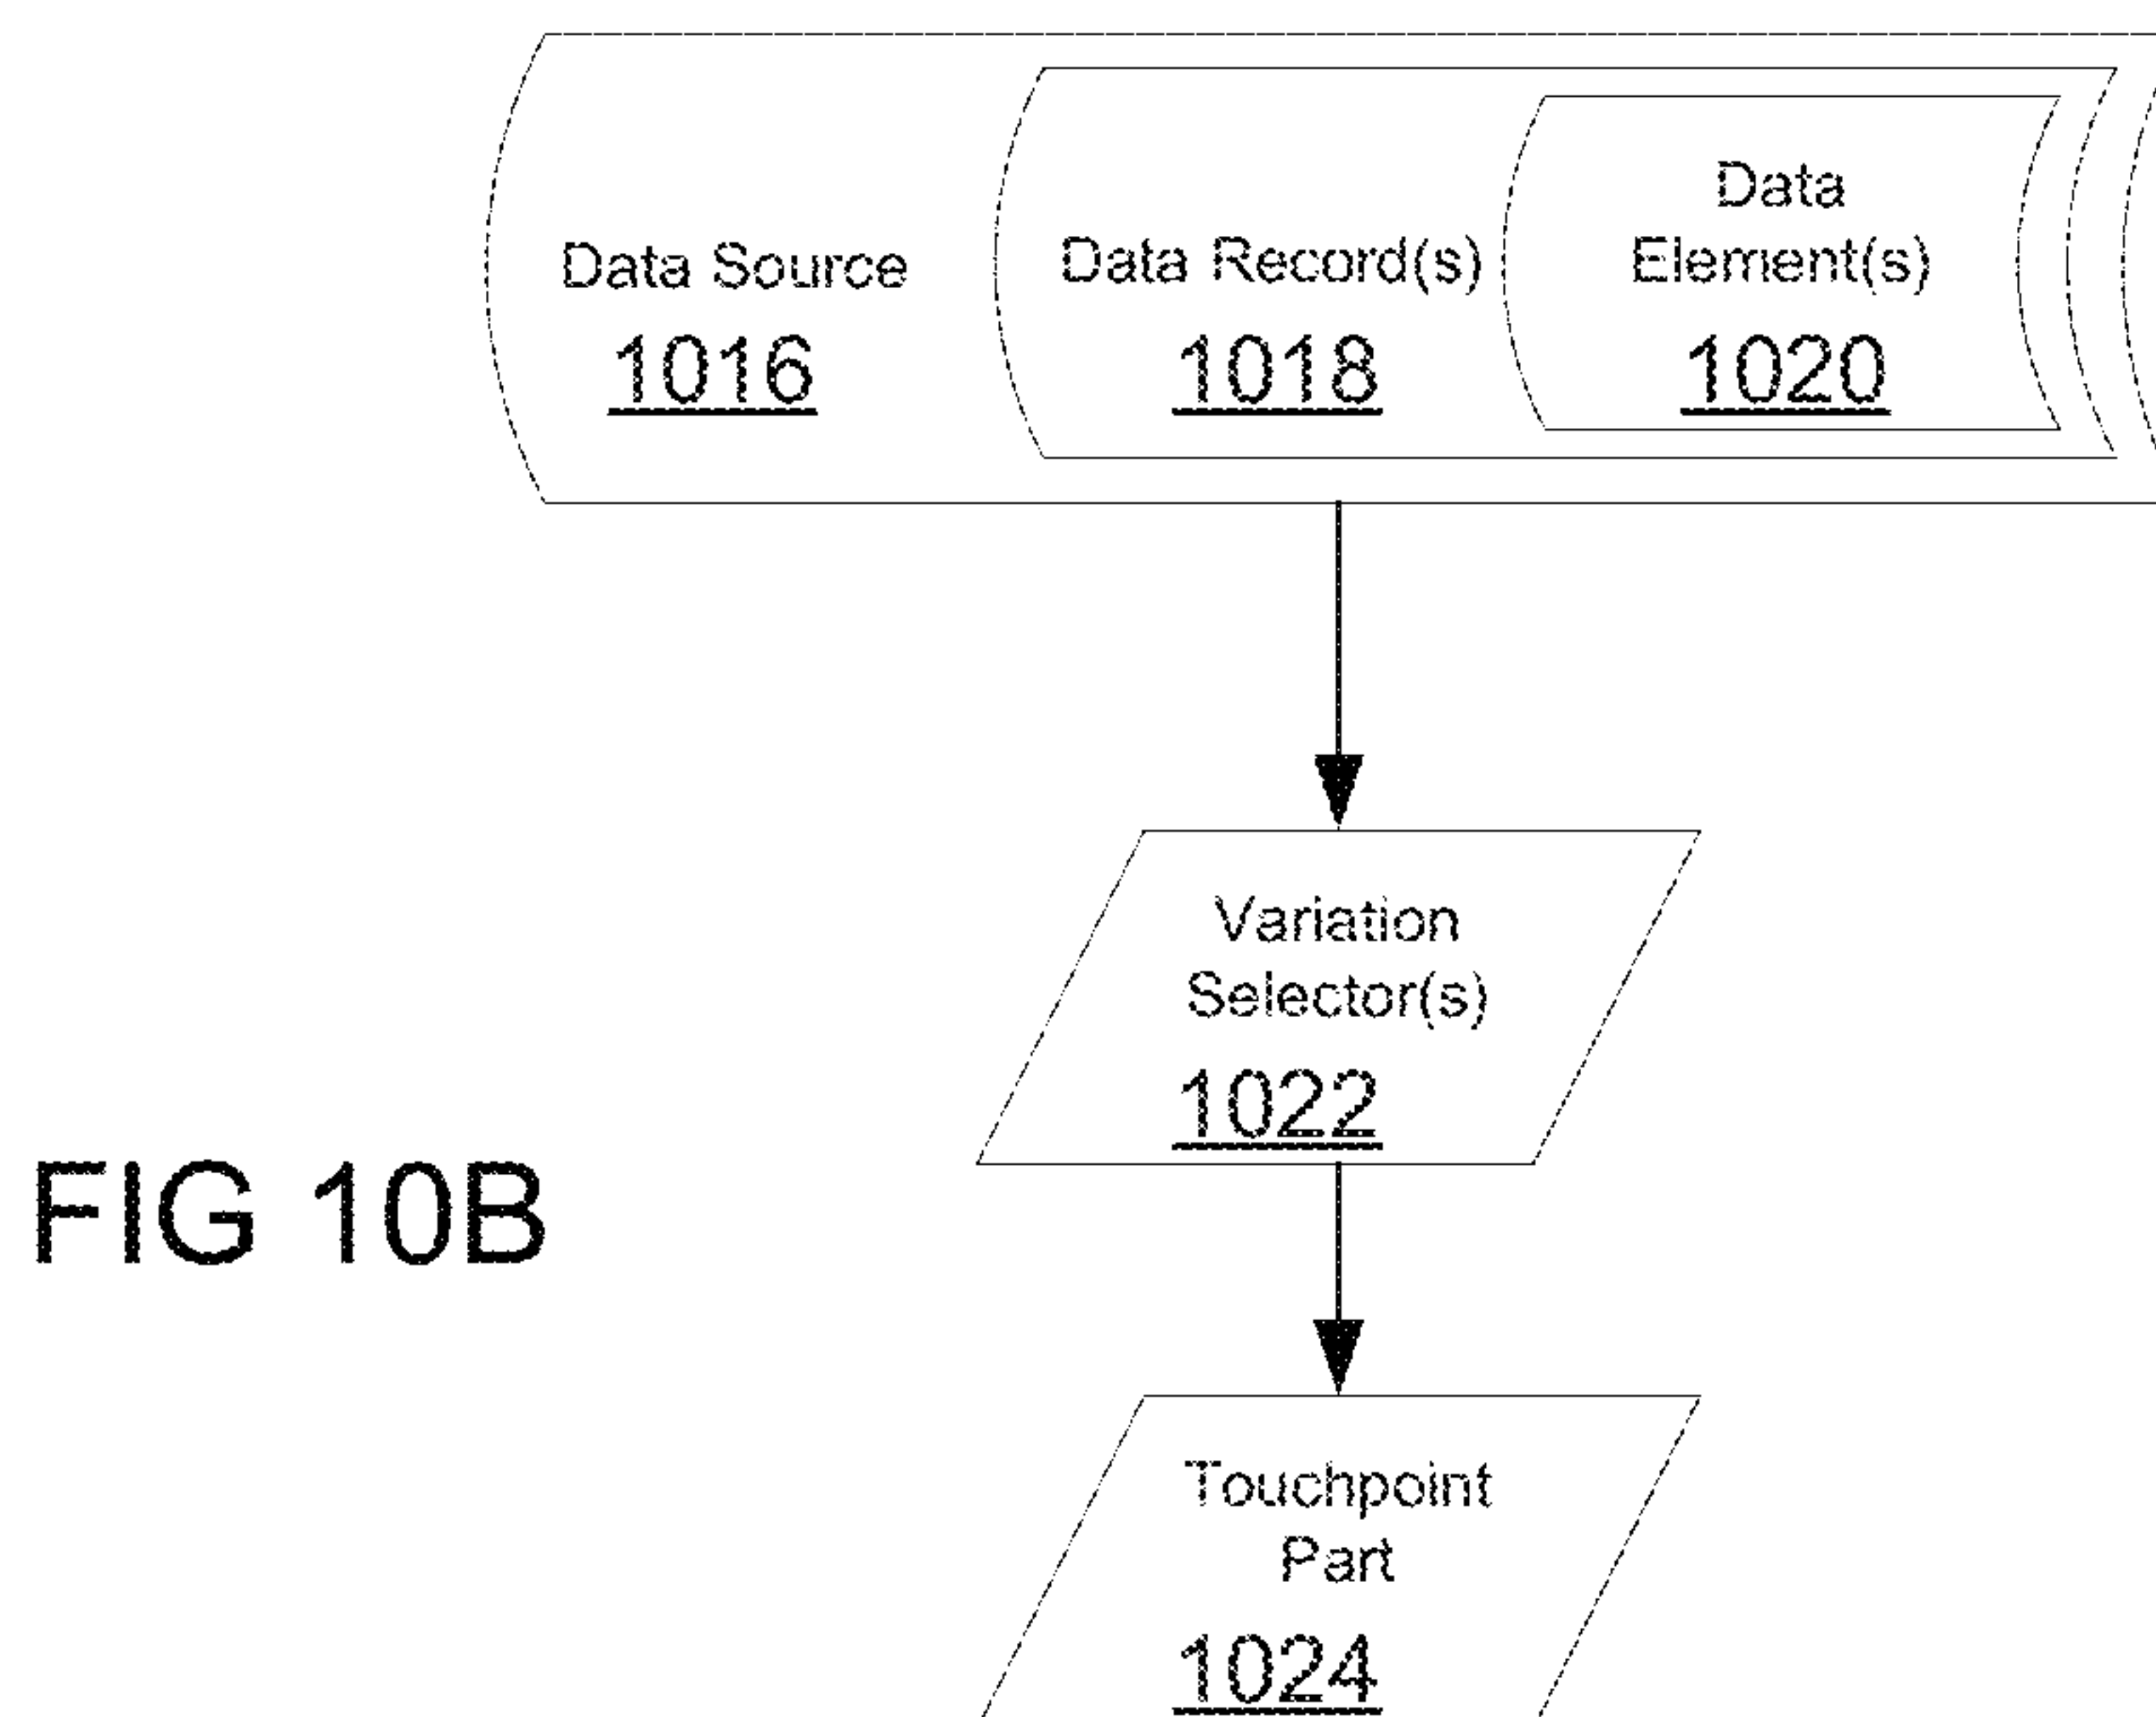 Data Source
1016
Data Record(s)
1018
Data
Element(s)
1020
Variation
Selector(s)
1022
FIG 10B
Touchpoint
Part
1024